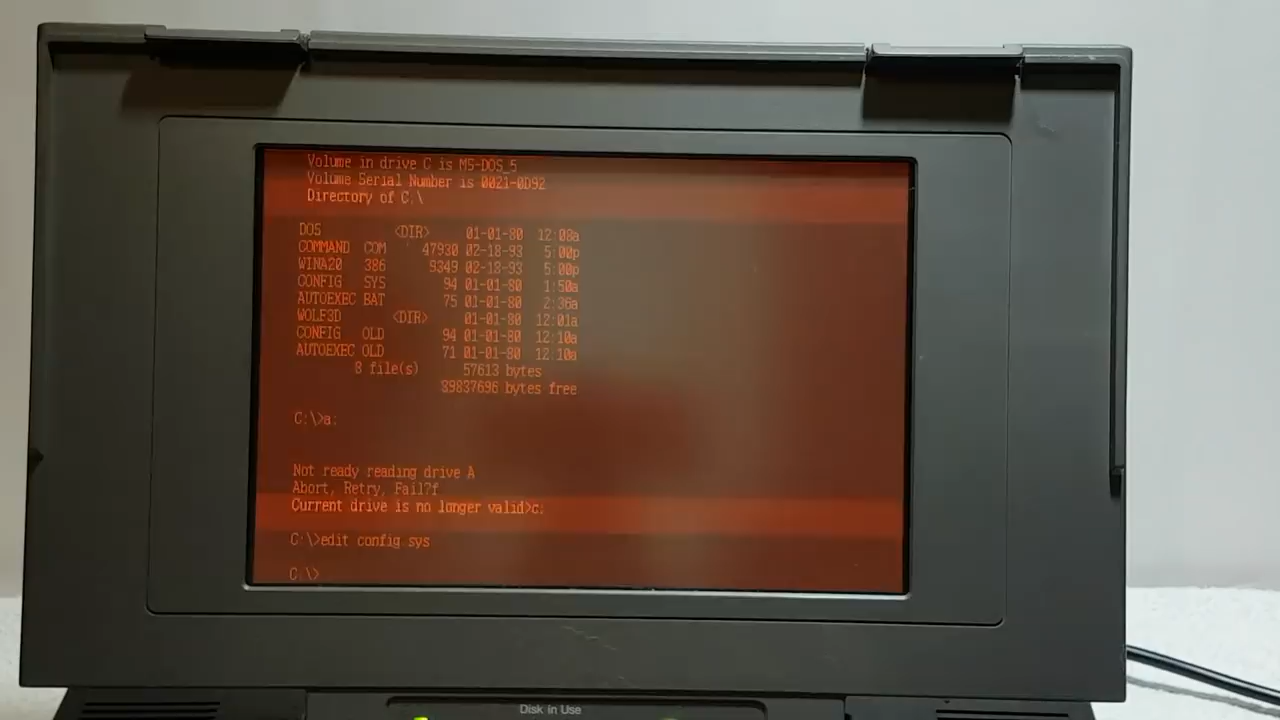 Volume in drive C is MS-DOS_5
Volume Serial Number is 0021-0D92
Directory of C:\
DOS <DIR> 01-01-80 12:08a
COMMAND COM 47930 02-18-93 5:00p
WINA20 386 9349 02-18-93 5:00p
CONFIG SYS 94 01-01-80 1:50a
AUTOEXEC BAT 75 01-01-80 2:36a
WOLF3D <DIR> 01-01-80 12:01a
CONFIG OLD 94 01-01-80 12:10a
AUTOEXEC OLD 71 01-01-80 12:10a
8 file(s) 57613 bytes
89837696 bytes free
C:\>a:
Not ready reading drive A
Abort, Retry, Fail?f
Current drive is no longer valid>c:
C:\>edit config.sys
C:\>
Disk in Use